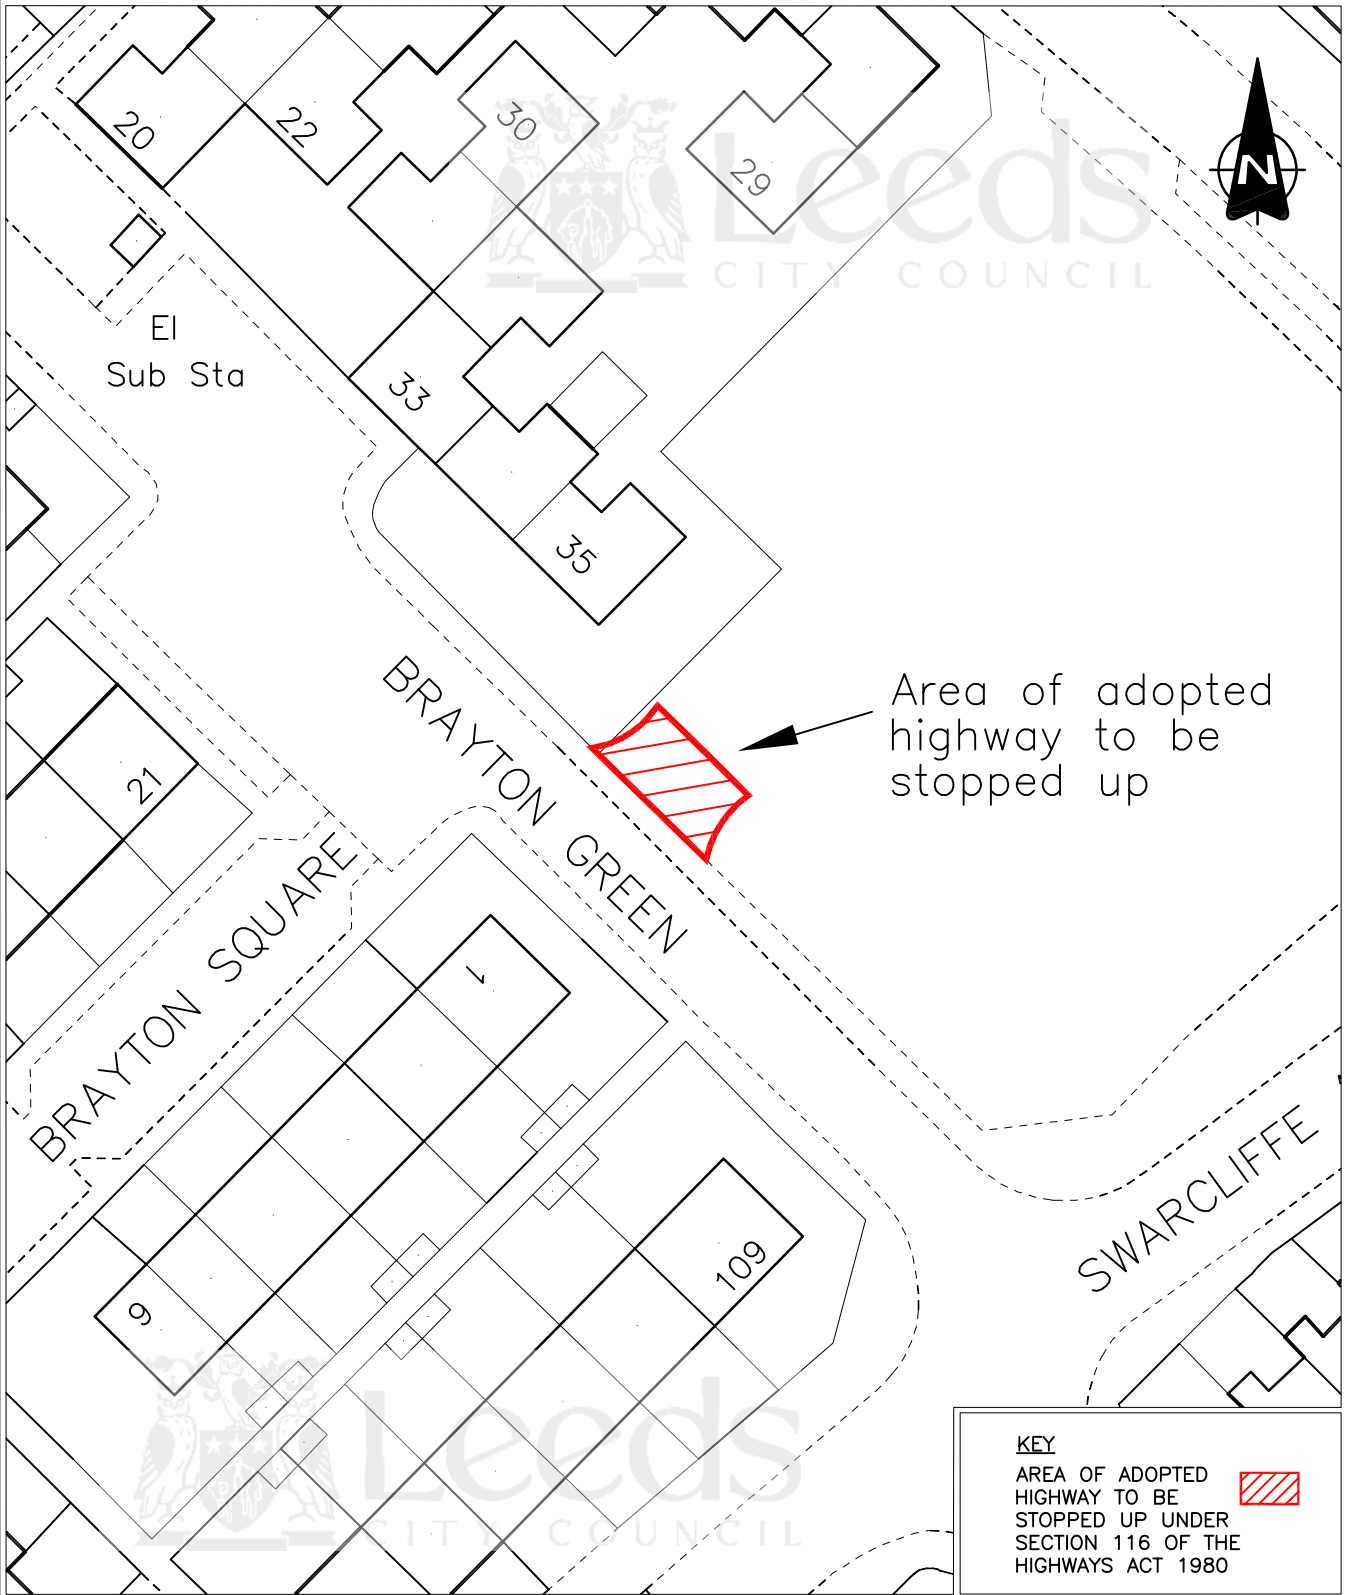 20
22
30
29
Leeds
CITY COUNCIL
N
El
Sub Sta
33
35
BRAYTON GREEN
Area of adopted
highway to be
stopped up
21
BRAYTON SQUARE
1
SWARCLIFFE
109
9
Leeds
CITY COUNCIL
KEY
AREA OF ADOPTED
HIGHWAY TO BE
STOPPED UP UNDER
SECTION 116 OF THE
HIGHWAYS ACT 1980